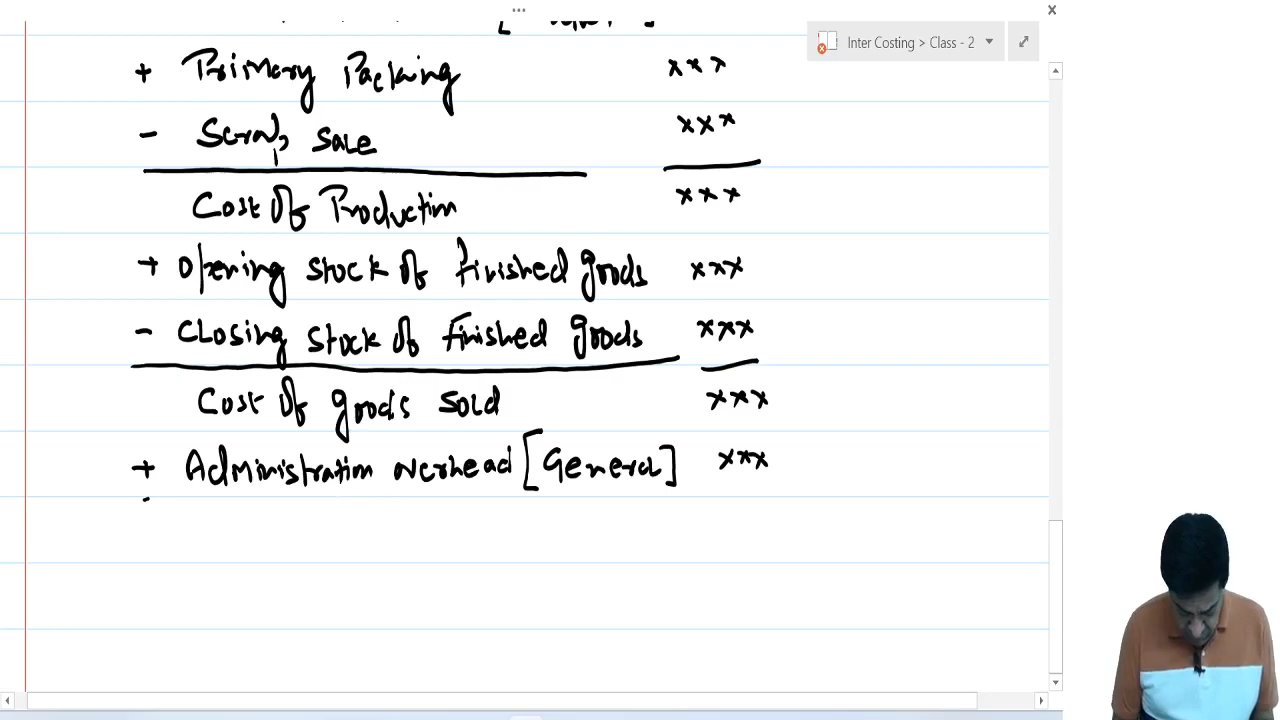 Inter Costing > Class - 2
+ Primary Packing xxx
- Scrap sale xxx
Cost Of Production xxx
+ Opening stock Of finished goods xxx
- Closing stock Of finished goods xxx
Cost Of goods sold xxx
+ Administration overhead [General] xxx